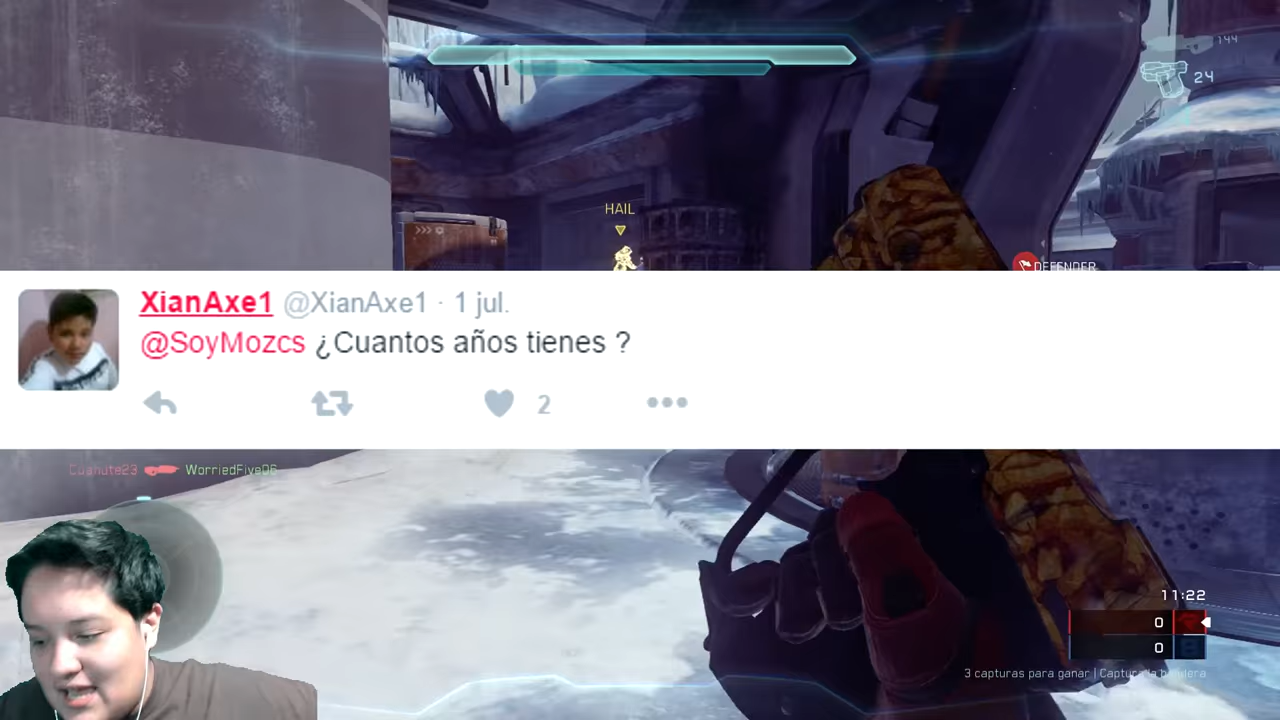 144
24
HAIL
DEFENDER
XianAxe1 @XianAxe1 · 1 jul.
@SoyMozcs ¿Cuantos años tienes ?
2
Cuanute23 WorriedFive06
11:22
0
0
3 capturas para ganar | Captura la bandera